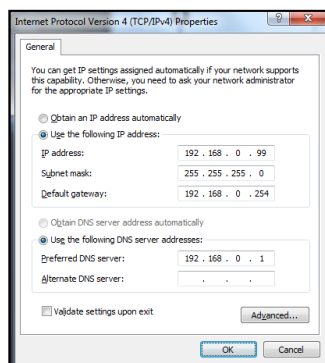 Internet Protocol Version 4 (TCP/IPv4) Properties
General
You can get IP settings assigned automatically if your network supports
this capability. Otherwise, you need to ask your network administrator
for the appropriate IP settings.
Obtain an IP address automatically
Use the following IP address:
IP address: 192 . 168 . 0 . 99
Subnet mask: 255 . 255 . 255 . 0
Default gateway: 192 . 168 . 0 . 254
Obtain DNS server address automatically
Use the following DNS server addresses:
Preferred DNS server: 192 . 168 . 0 . 1
Alternate DNS server: . . .
Validate settings upon exit
Advanced...
OK Cancel